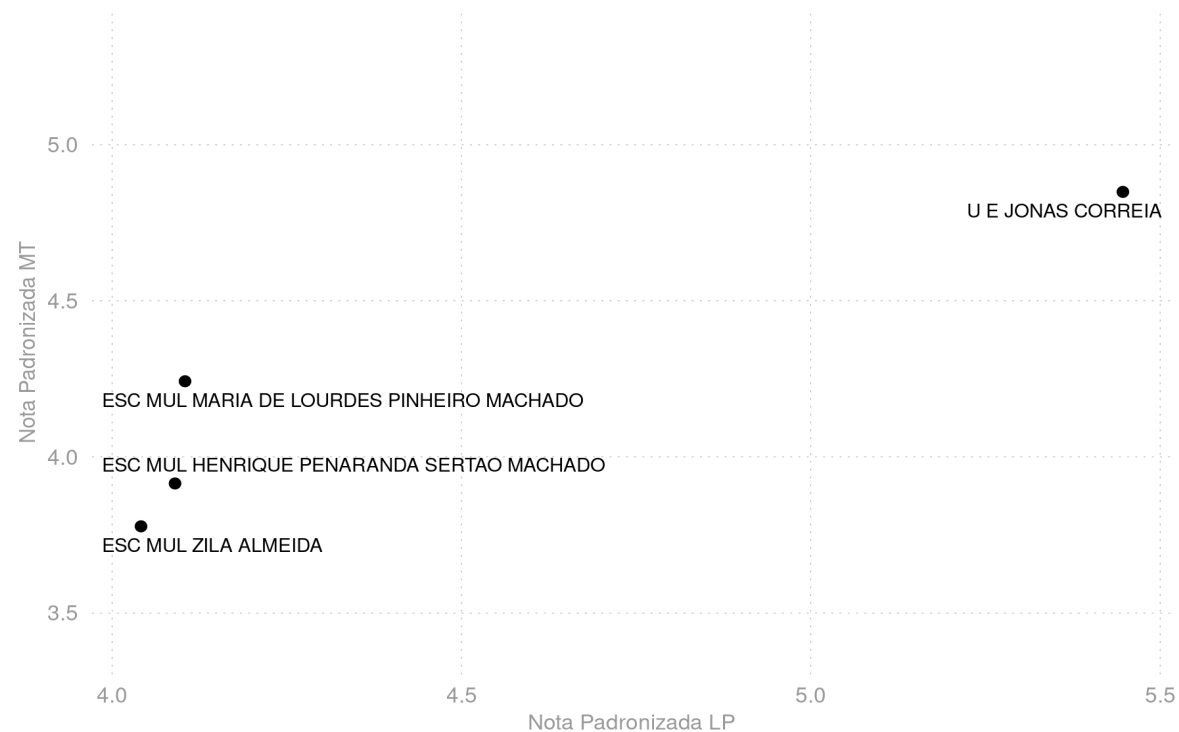 5.0
U E JONAS CORREIA
Nota Padronizada MT
4.5
ESC MUL MARIA DE LOURDES PINHEIRO MACHADO
4.0
ESC MUL HENRIQUE PENARANDA SERTAO MACHADO
ESC MUL ZILA ALMEIDA
3.5
4.0 4.5 5.0 5.5
Nota Padronizada LP